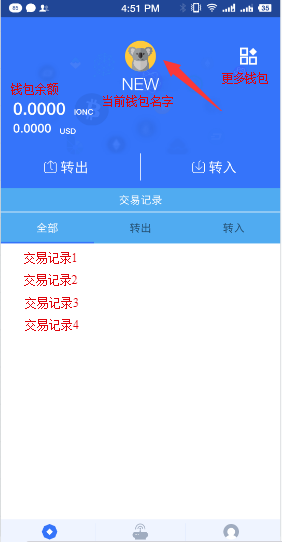 65
4:51 PM
35
更多钱包
NEW
钱包余额
当前钱包名字
0.0000 IONC
0.0000 USD
转出
转入
交易记录
全部
转出
转入
交易记录1
交易记录2
交易记录3
交易记录4